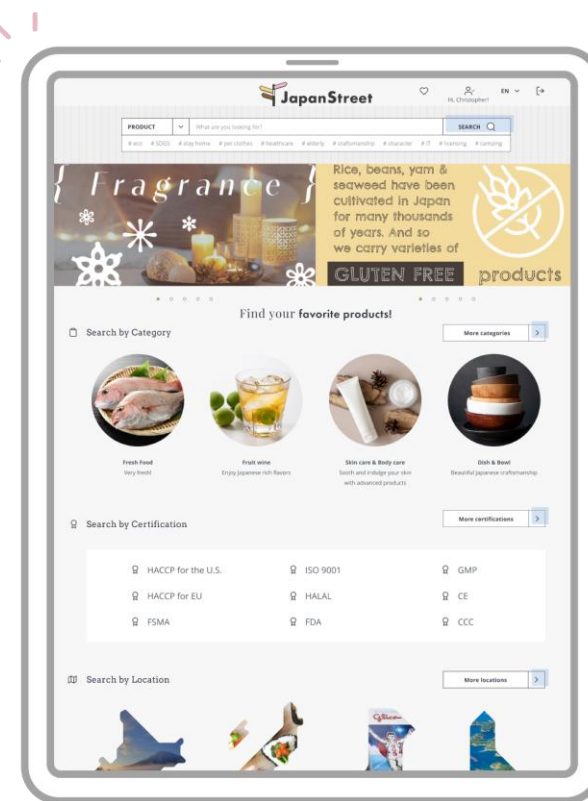 JapanStreet
Hi, Christopher!
EN
PRODUCT
What are you looking for?
SEARCH
# eco # SDGS # stay home # pet clothes # healthcare # elderly # craftsmanship # character # IT # licensing # camping
{ Fragrance }
Rice, beans, yam &
seaweed have been
cultivated in Japan
for many thousands
of years. And so
we carry varieties of
GLUTEN FREE products
Find your favorite products!
Search by Category
More categories
Fresh Food
Very fresh!
Fruit wine
Enjoy Japanese rich flavors
Skin care & Body care
Sooth and indulge your skin
with advanced products
Dish & Bowl
Beautiful Japanese craftsmanship
Search by Certification
More certifications
HACCP for the U.S.
ISO 9001
GMP
HACCP for EU
HALAL
CE
FSMA
FDA
CCC
Search by Location
More locations
Glico